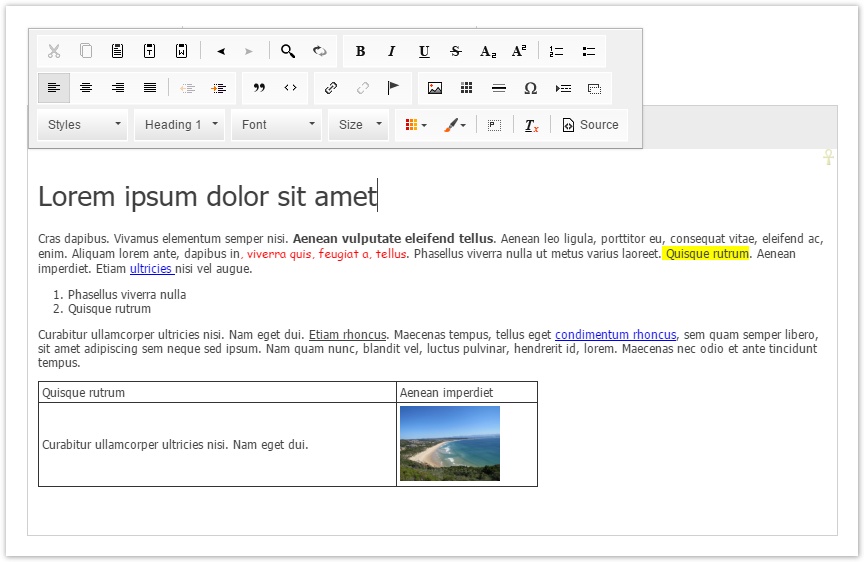 B I U S A₂ A²
Styles Heading 1 Font Size Source
Lorem ipsum dolor sit amet
Cras dapibus. Vivamus elementum semper nisi. Aenean vulputate eleifend tellus. Aenean leo ligula, porttitor eu, consequat vitae, eleifend ac,
enim. Aliquam lorem ante, dapibus in, viverra quis, feugiat a, tellus. Phasellus viverra nulla ut metus varius laoreet. Quisque rutrum. Aenean
imperdiet. Etiam ultricies nisi vel augue.
1. Phasellus viverra nulla
2. Quisque rutrum
Curabitur ullamcorper ultricies nisi. Nam eget dui. Etiam rhoncus. Maecenas tempus, tellus eget condimentum rhoncus, sem quam semper libero,
sit amet adipiscing sem neque sed ipsum. Nam quam nunc, blandit vel, luctus pulvinar, hendrerit id, lorem. Maecenas nec odio et ante tincidunt
tempus.
Quisque rutrum Aenean imperdiet
Curabitur ullamcorper ultricies nisi. Nam eget dui.